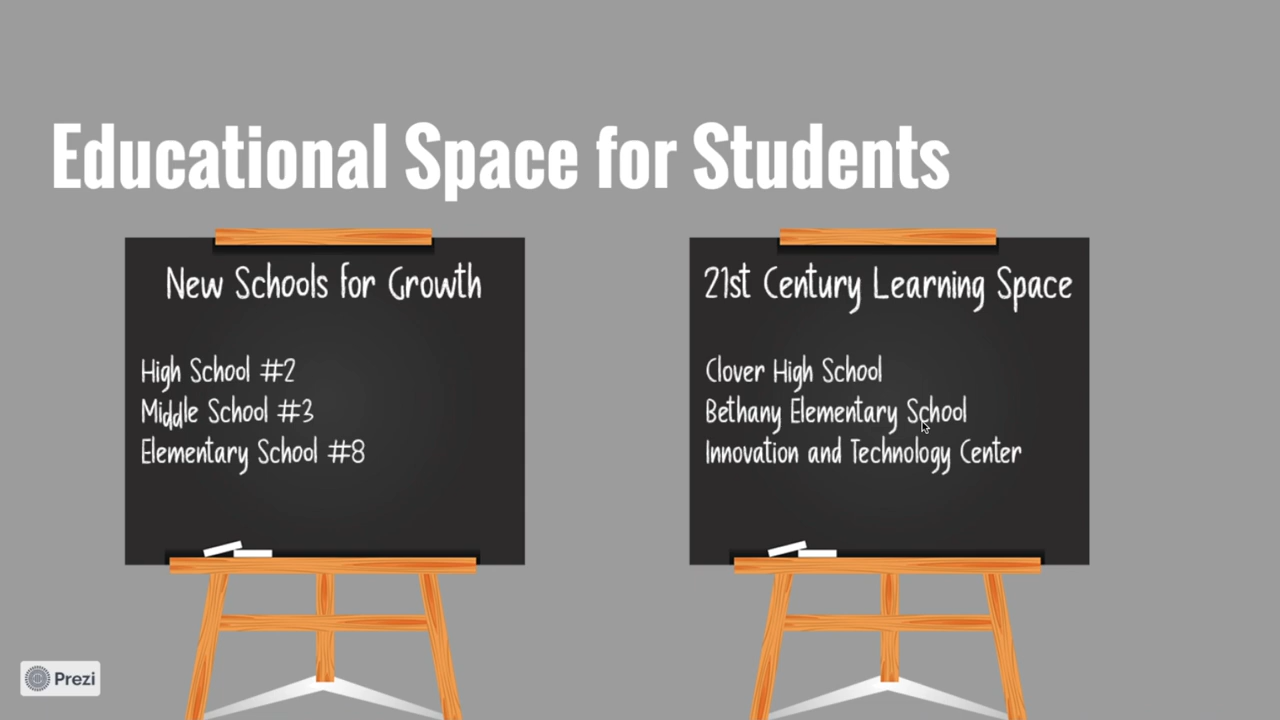 Educational Space for Students
New Schools for Growth
High School #2
Middle School #3
Elementary School #8
21st Century Learning Space
Clover High School
Bethany Elementary School
Innovation and Technology Center
Prezi